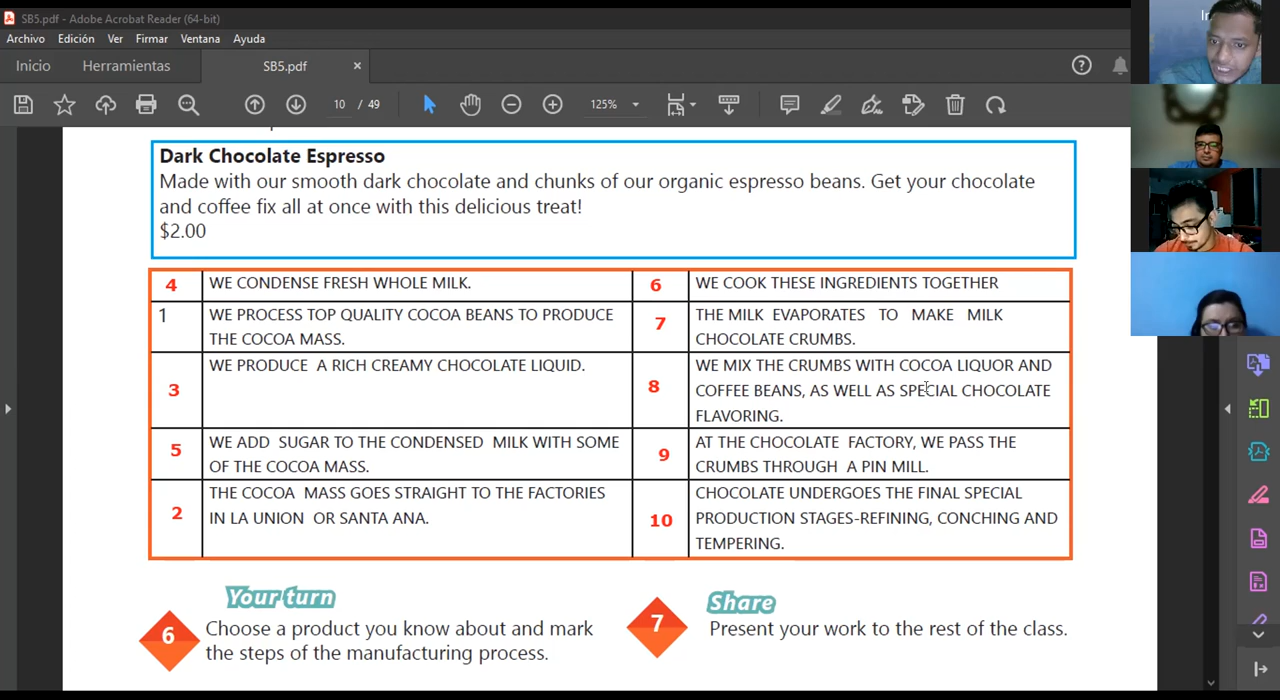 SB5.pdf - Adobe Acrobat Reader (64-bit)
Archivo Edición Ver Firmar Ventana Ayuda
Inicio Herramientas SB5.pdf ×
10 / 49 125%
Dark Chocolate Espresso
Made with our smooth dark chocolate and chunks of our organic espresso beans. Get your chocolate
and coffee fix all at once with this delicious treat!
$2.00
4 WE CONDENSE FRESH WHOLE MILK.
6 WE COOK THESE INGREDIENTS TOGETHER
1 WE PROCESS TOP QUALITY COCOA BEANS TO PRODUCE
THE COCOA MASS.
7 THE MILK EVAPORATES TO MAKE MILK
CHOCOLATE CRUMBS.
3 WE PRODUCE A RICH CREAMY CHOCOLATE LIQUID.
8 WE MIX THE CRUMBS WITH COCOA LIQUOR AND
COFFEE BEANS, AS WELL AS SPECIAL CHOCOLATE
FLAVORING.
5 WE ADD SUGAR TO THE CONDENSED MILK WITH SOME
OF THE COCOA MASS.
9 AT THE CHOCOLATE FACTORY, WE PASS THE
CRUMBS THROUGH A PIN MILL.
2 THE COCOA MASS GOES STRAIGHT TO THE FACTORIES
IN LA UNION OR SANTA ANA.
10 CHOCOLATE UNDERGOES THE FINAL SPECIAL
PRODUCTION STAGES-REFINING, CONCHING AND
TEMPERING.
Your turn
6 Choose a product you know about and mark
the steps of the manufacturing process.
Share
7 Present your work to the rest of the class.